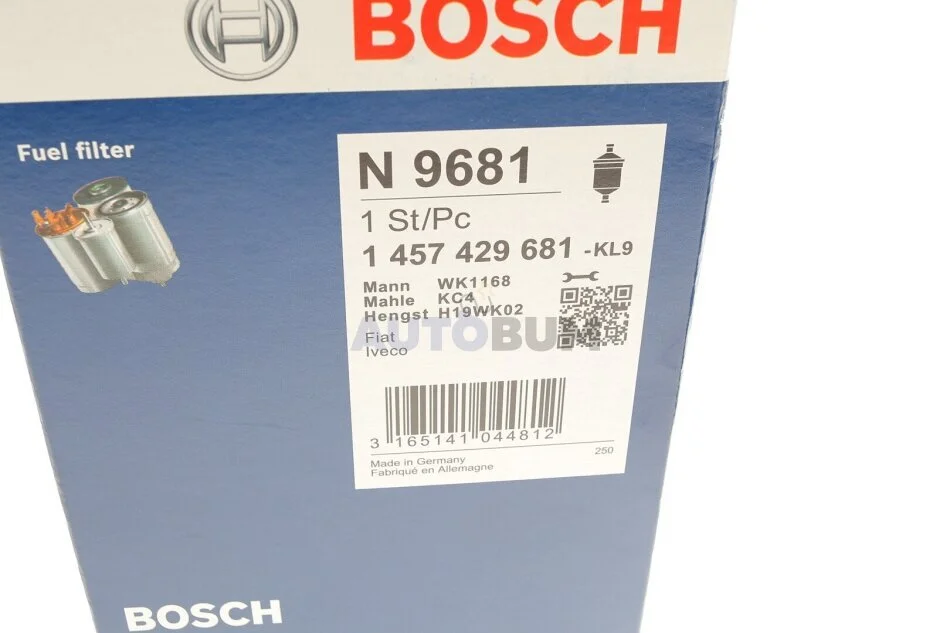 BOSCH
Fuel filter
N 9681
1 St/Pc
1 457 429 681 -KL9
Mann WK1168
Mahle KC4
Hengst H19WK02
AUTOBUM
Fiat
Iveco
3 165141 044812
250
Made in Germany
Fabriqué en Allemagne
BOSCH